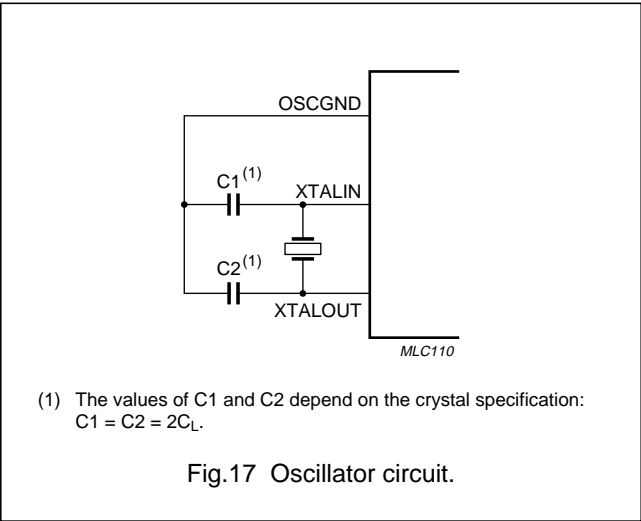 OSCGND
C1(1)
XTALIN
C2(1)
XTALOUT
MLC110
(1) The values of C1 and C2 depend on the crystal specification:
C1 = C2 = 2CL.
Fig.17 Oscillator circuit.